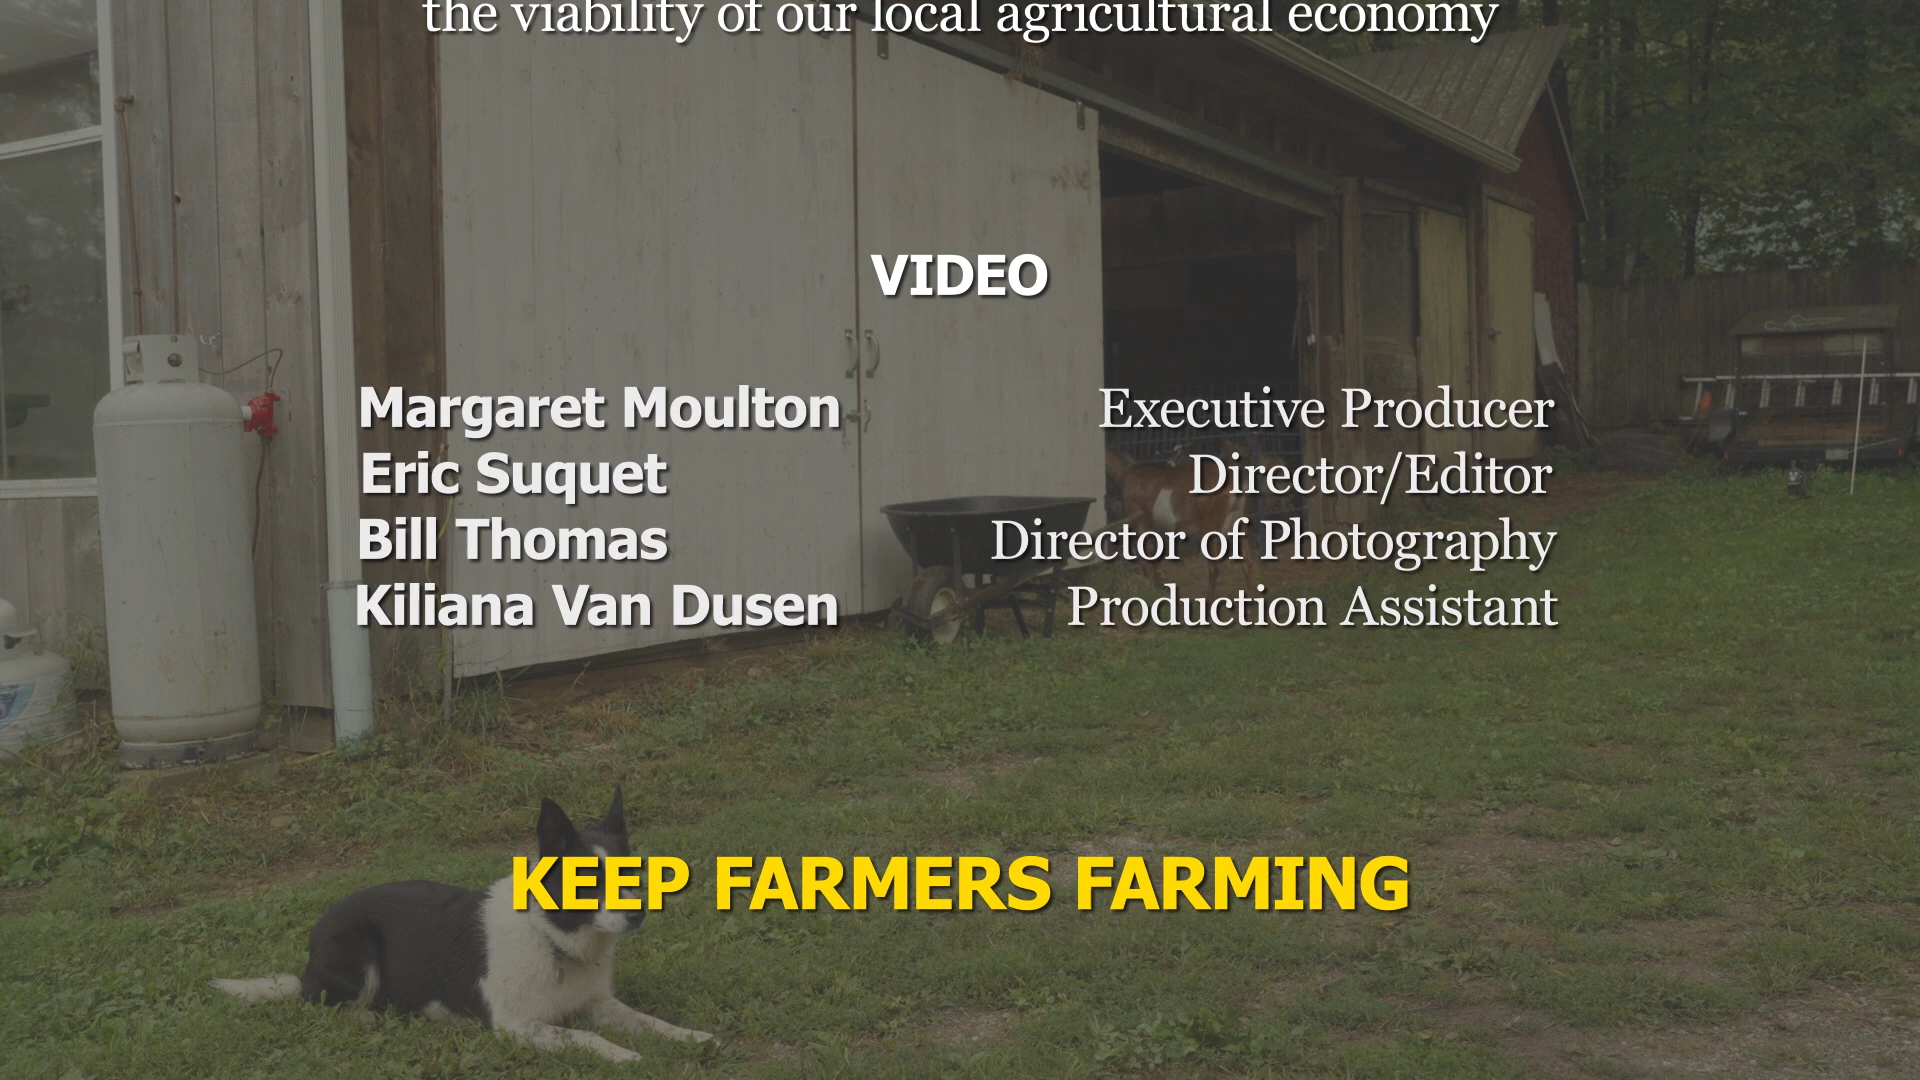 the viability of our local agricultural economy
VIDEO
Margaret Moulton Executive Producer
Eric Suquet Director/Editor
Bill Thomas Director of Photography
Kiliana Van Dusen Production Assistant
KEEP FARMERS FARMING